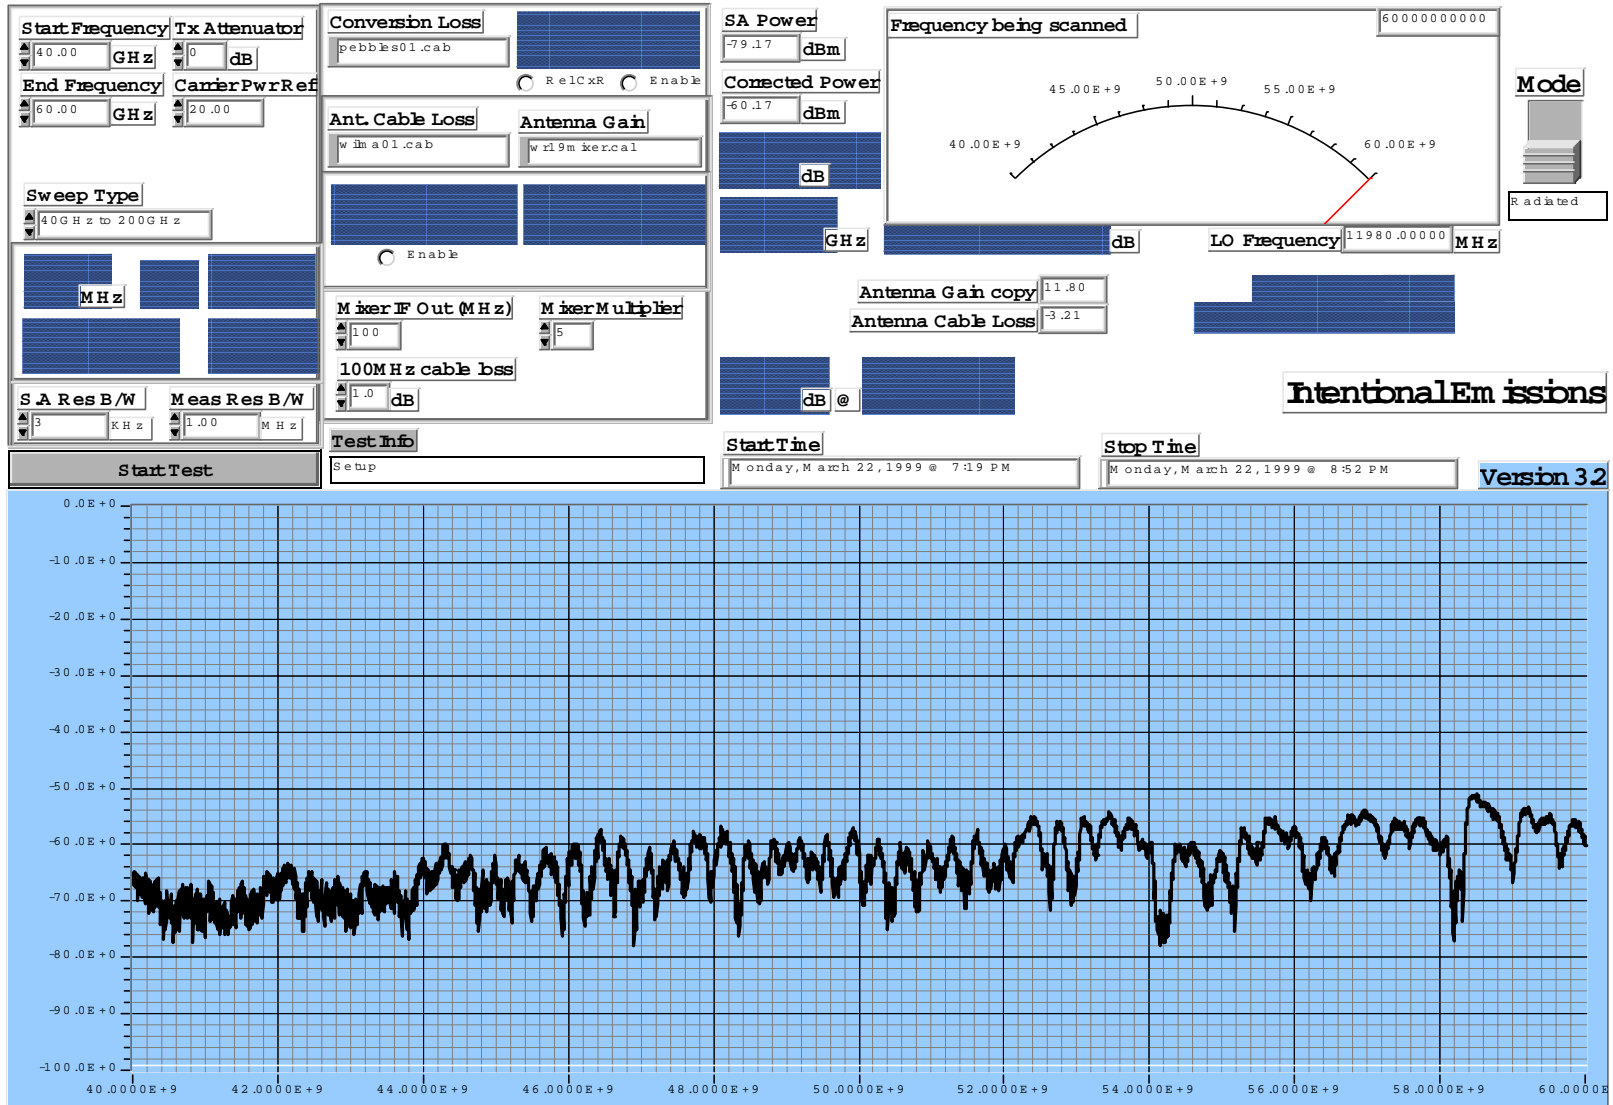 Start Frequency
40.00 GHz
Tx Attenuator
0 dB
End Frequency
60.00 GHz
Carrier Pwr Ref
20.00
Sweep Type
40GHz to 200GHz
MHz
S.A Res B/W
3 KHz
Meas Res B/W
1.00 MHz
Start Test
Conversion Loss
pebbles01.cab
RelCxR Enable
Ant. Cable Loss
wilma01.cab
Antenna Gain
wr19mixer.cal
Enable
Mixer IF Out (MHz)
100
Mixer Multiplier
5
100MHz cable loss
1.0 dB
Test Info
Setup
SA Power
-79.17 dBm
Corrected Power
-60.17 dBm
dB
GHz
dB
Frequency being scanned
60000000000
40.00E+9
45.00E+9
50.00E+9
55.00E+9
60.00E+9
Mode
Radiated
LO Frequency 11980.00000 MHz
Antenna Gain copy 11.80
Antenna Cable Loss -3.21
dB @
Intentional Emissions
Start Time
Monday, March 22, 1999 @ 7:19 PM
Stop Time
Monday, March 22, 1999 @ 8:52 PM
Version 3.2
0.0E+0
-10.0E+0
-20.0E+0
-30.0E+0
-40.0E+0
-50.0E+0
-60.0E+0
-70.0E+0
-80.0E+0
-90.0E+0
-100.0E+0
40.0000E+9
42.0000E+9
44.0000E+9
46.0000E+9
48.0000E+9
50.0000E+9
52.0000E+9
54.0000E+9
56.0000E+9
58.0000E+9
60.0000E